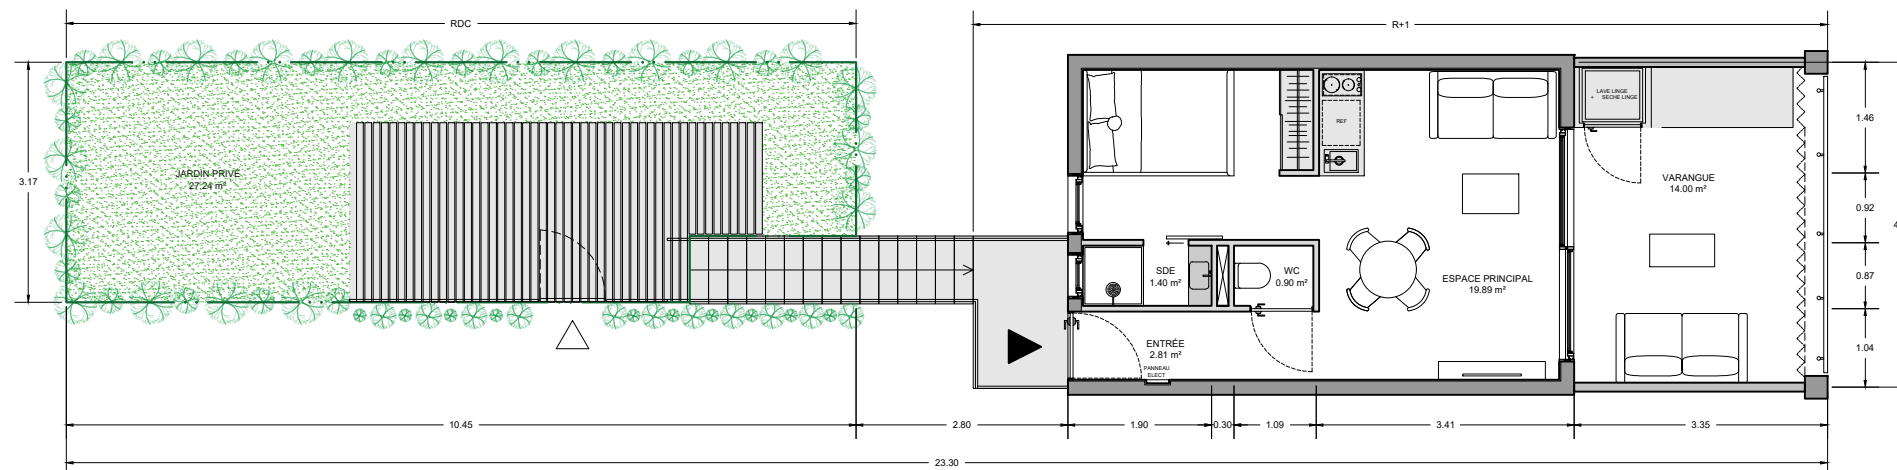 RDC
R+1
3.17
JARDIN PRIVÉ
27.24 m²
REF
LAVE LINGE
+ SECHE LINGE
VARANGUE
14.00 m²
1.46
0.92
0.87
1.04
4
SDE
1.40 m²
WC
0.90 m²
ESPACE PRINCIPAL
19.89 m²
ENTRÉE
2.81 m²
PANNEAU
ELECT
10.45
2.80
1.90
0.30
1.09
3.41
3.35
23.30